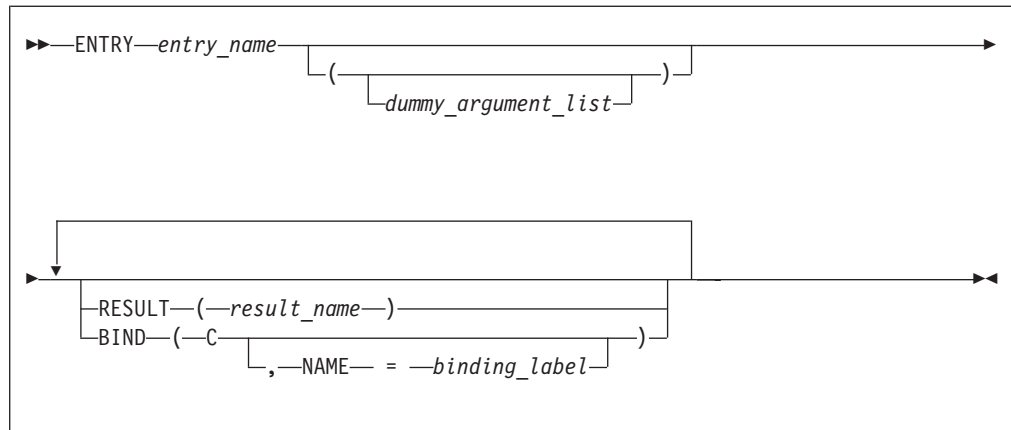 ENTRY entry_name
( )
dummy_argument_list
RESULT ( result_name )
BIND ( C )
, NAME = binding_label